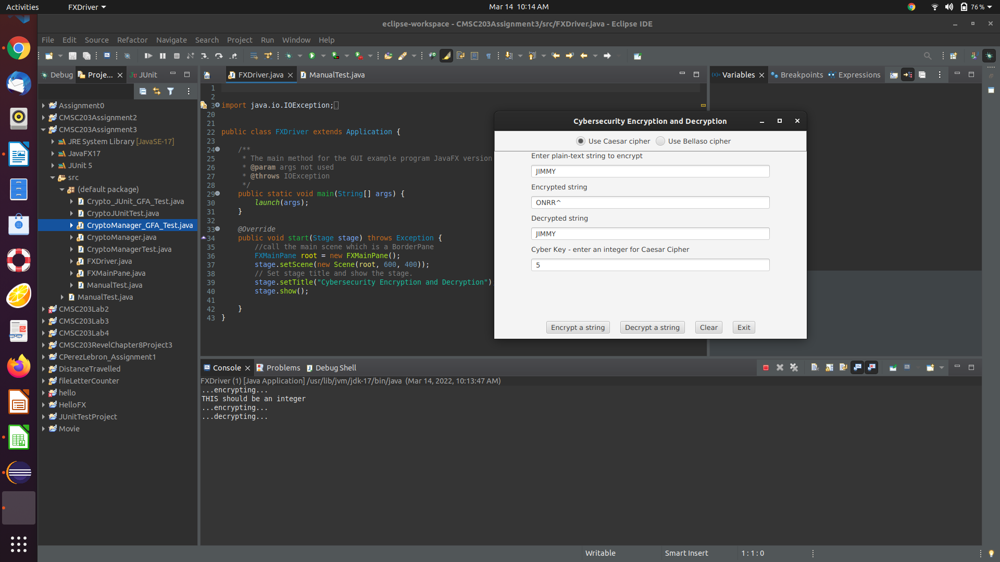 Activities FXDriver Mar 14 10:14 AM 76 %
eclipse-workspace - CMSC203Assignment3/src/FXDriver.java - Eclipse IDE
File Edit Source Refactor Navigate Search Project Run Window Help
Debug Proje... JUnit
FXDriver.java ManualTest.java
Variables Breakpoints Expressions
Assignment0
CMSC203Assignment2
CMSC203Assignment3
JRE System Library [JavaSE-17]
JavaFX17
JUnit 5
src
(default package)
Crypto_JUnit_GFA_Test.java
CryptoJUnitTest.java
CryptoManager_GFA_Test.java
CryptoManager.java
CryptoManagerTest.java
FXDriver.java
FXMainPane.java
ManualTest.java
ManualTest.java
CMSC203Lab2
CMSC203Lab3
CMSC203Lab4
CMSC203RevelChapter8Project3
CPerezLebron_Assignment1
DistanceTravelled
fileLetterCounter
hello
HelloFX
JUnitTestProject
Movie
1
2
3 import java.io.IOException;
20
21
22 public class FXDriver extends Application {
23
24 /**
25 * The main method for the GUI example program JavaFX version
26 * @param args not used
27 * @throws IOException
28 */
29 public static void main(String[] args) {
30 launch(args);
31 }
32
33 @Override
34 public void start(Stage stage) throws Exception {
35 //call the main scene which is a BorderPane
36 FXMainPane root = new FXMainPane();
37 stage.setScene(new Scene(root, 600, 400));
38 // Set stage title and show the stage.
39 stage.setTitle("Cybersecurity Encryption and Decryption")
40 stage.show();
41
42 }
43 }
Cybersecurity Encryption and Decryption
Use Caesar cipher Use Bellaso cipher
Enter plain-text string to encrypt
JIMMY
Encrypted string
ONRR^
Decrypted string
JIMMY
Cyber Key - enter an integer for Caesar Cipher
5
Encrypt a string Decrypt a string Clear Exit
Console Problems Debug Shell
FXDriver (1) [Java Application] /usr/lib/jvm/jdk-17/bin/java (Mar 14, 2022, 10:13:47 AM)
...encrypting...
THIS should be an integer
...encrypting...
...decrypting...
Writable Smart Insert 1 : 1 : 0